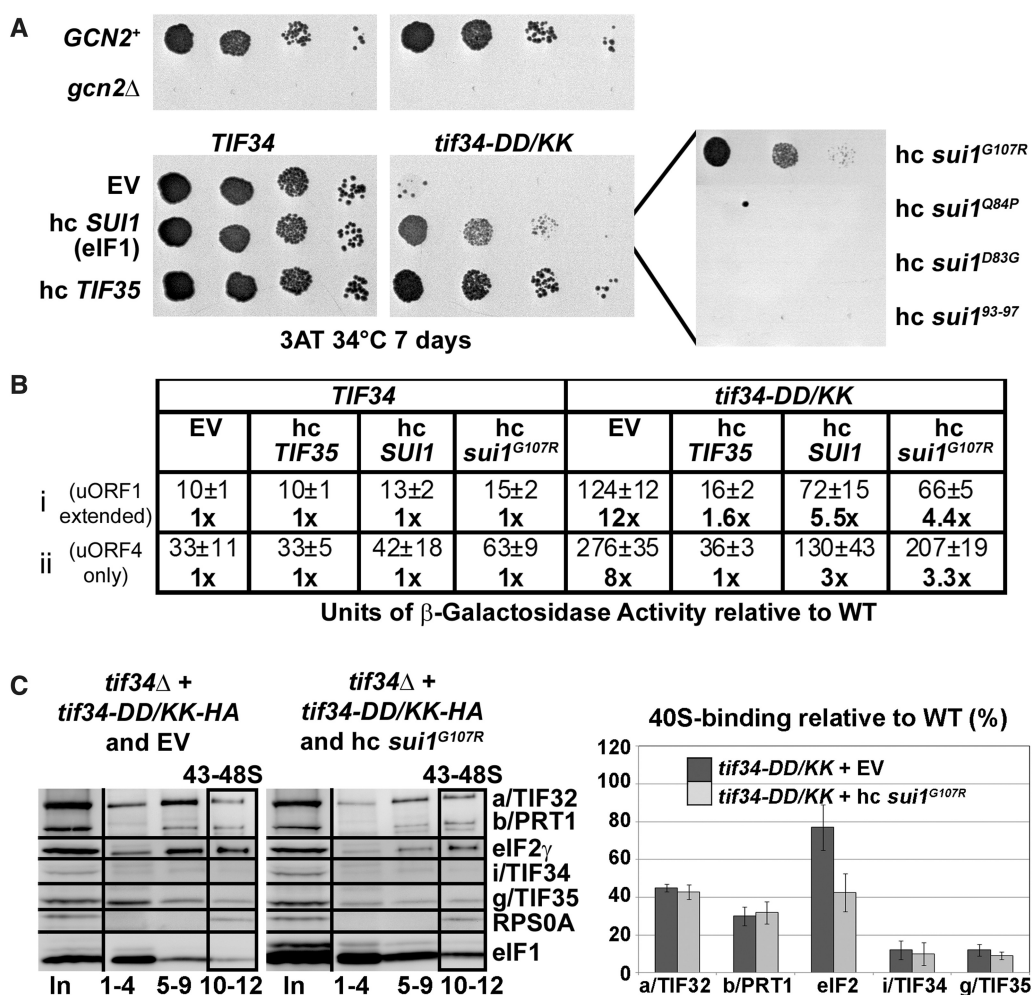 A
GCN2⁺
gcn2Δ
TIF34 tif34-DD/KK
EV
hc SUI1
(eIF1)
hc TIF35
hc sui1ᴳ¹⁰⁷ᴿ
hc sui1Q84P
hc sui1D83G
hc sui193-97
3AT 34°C 7 days
B
TIF34 tif34-DD/KK
EV hc TIF35 hc SUI1 hc sui1G107R EV hc TIF35 hc SUI1 hc sui1G107R
i (uORF1 extended) 10±1 10±1 13±2 15±2 124±12 16±2 72±15 66±5
1x 1x 1x 1x 12x 1.6x 5.5x 4.4x
ii (uORF4 only) 33±11 33±5 42±18 63±9 276±35 36±3 130±43 207±19
1x 1x 1x 1x 8x 1x 3x 3.3x
Units of β-Galactosidase Activity relative to WT
C
tif34Δ +
tif34-DD/KK-HA
and EV
43-48S
tif34Δ +
tif34-DD/KK-HA
and hc sui1G107R
43-48S
a/TIF32
b/PRT1
eIF2γ
i/TIF34
g/TIF35
RPS0A
eIF1
In 1-4 5-9 10-12 In 1-4 5-9 10-12
40S-binding relative to WT (%)
tif34-DD/KK + EV
tif34-DD/KK + hc sui1G107R
120
100
80
60
40
20
0
a/TIF32 b/PRT1 eIF2 i/TIF34 g/TIF35